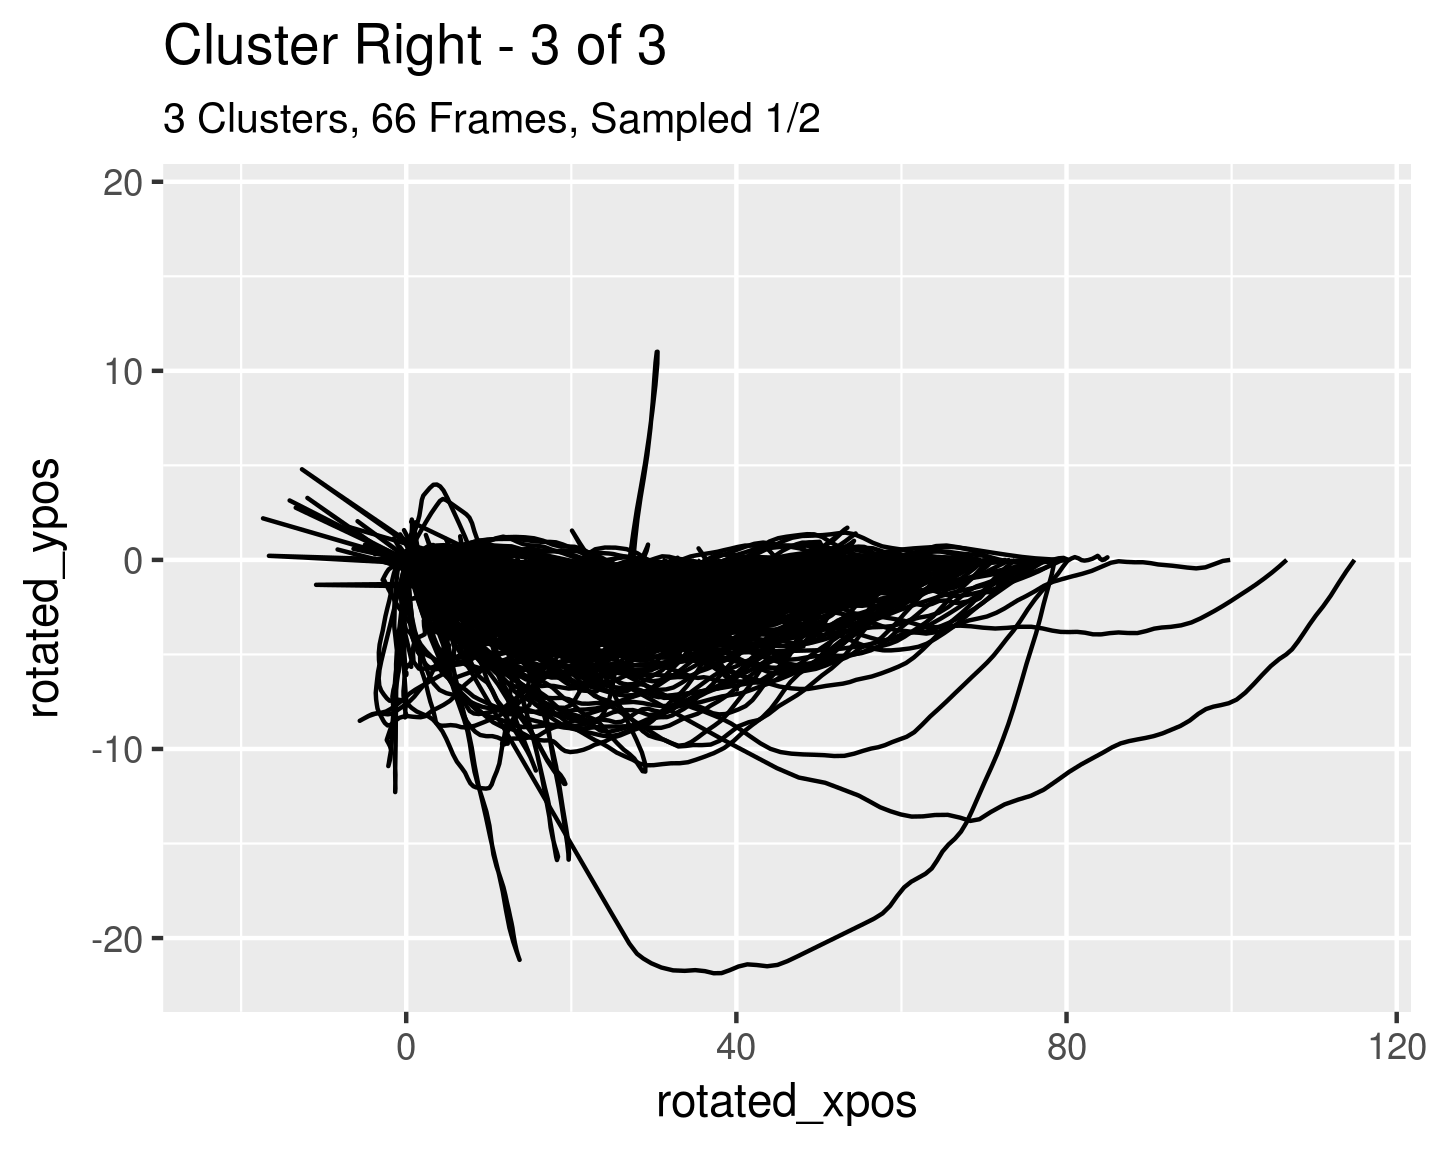 Cluster Right - 3 of 3
3 Clusters, 66 Frames, Sampled 1/2
20
10
0
-10
-20
rotated_ypos
0 40 80 120
rotated_xpos